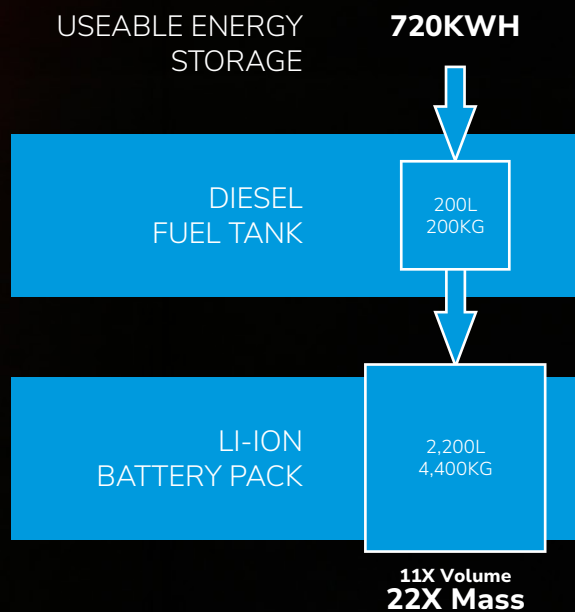 USEABLE ENERGY
STORAGE
720KWH
DIESEL
FUEL TANK
200L
200KG
LI-ION
BATTERY PACK
2,200L
4,400KG
11X Volume
22X Mass